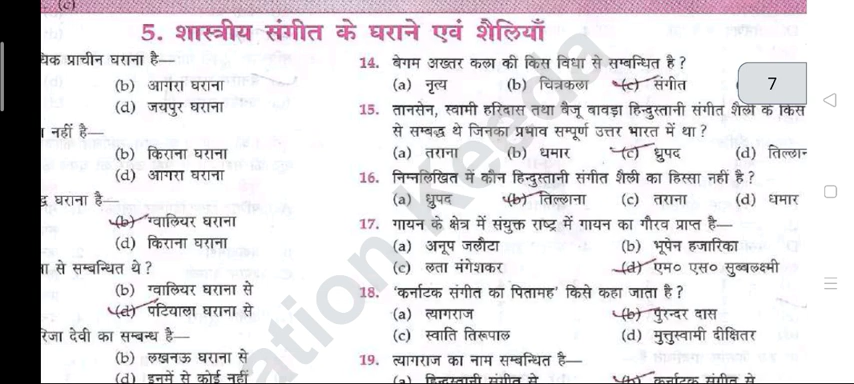 (c)
5. शास्त्रीय संगीत के घराने एवं शैलियाँ
धिक प्राचीन घराना है—
(b) आगरा घराना
(d) जयपुर घराना
नहीं है—
(b) किराना घराना
(d) आगरा घराना
घराना है—
(b) ग्वालियर घराना
(d) किराना घराना
से सम्बन्धित थे?
(b) ग्वालियर घराना से
(d) पटियाला घराना से
रिजा देवी का सम्बन्ध है—
(b) लखनऊ घराना से
(d) इनमें से कोई नहीं
14. बेगम अख्तर कला की किस विधा से सम्बन्धित है?
(a) नृत्य (b) चित्रकला (c) संगीत
7
15. तानसेन, स्वामी हरिदास तथा बैजू बावड़ा हिन्दुस्तानी संगीत शैली के किस
से सम्बद्ध थे जिनका प्रभाव सम्पूर्ण उत्तर भारत में था?
(a) तराना (b) धमार (c) ध्रुपद (d) तिल्लान
16. निम्नलिखित में कौन हिन्दुस्तानी संगीत शैली का हिस्सा नहीं है?
(a) ध्रुपद (b) तिल्लाना (c) तराना (d) धमार
17. गायन के क्षेत्र में संयुक्त राष्ट्र में गायन का गौरव प्राप्त है—
(a) अनूप जलौटा (b) भूपेन हजारिका
(c) लता मंगेशकर (d) एम० एस० सुब्बलक्ष्मी
18. 'कर्नाटक संगीत का पितामह' किसे कहा जाता है?
(a) त्यागराज (b) पुरन्दर दास
(c) स्वाति तिरूपाल (d) मुत्तुस्वामी दीक्षितर
19. त्यागराज का नाम सम्बन्धित है—
(a) हिन्दुस्तानी संगीत से (b) कर्नाटक संगीत से
ation Keeda